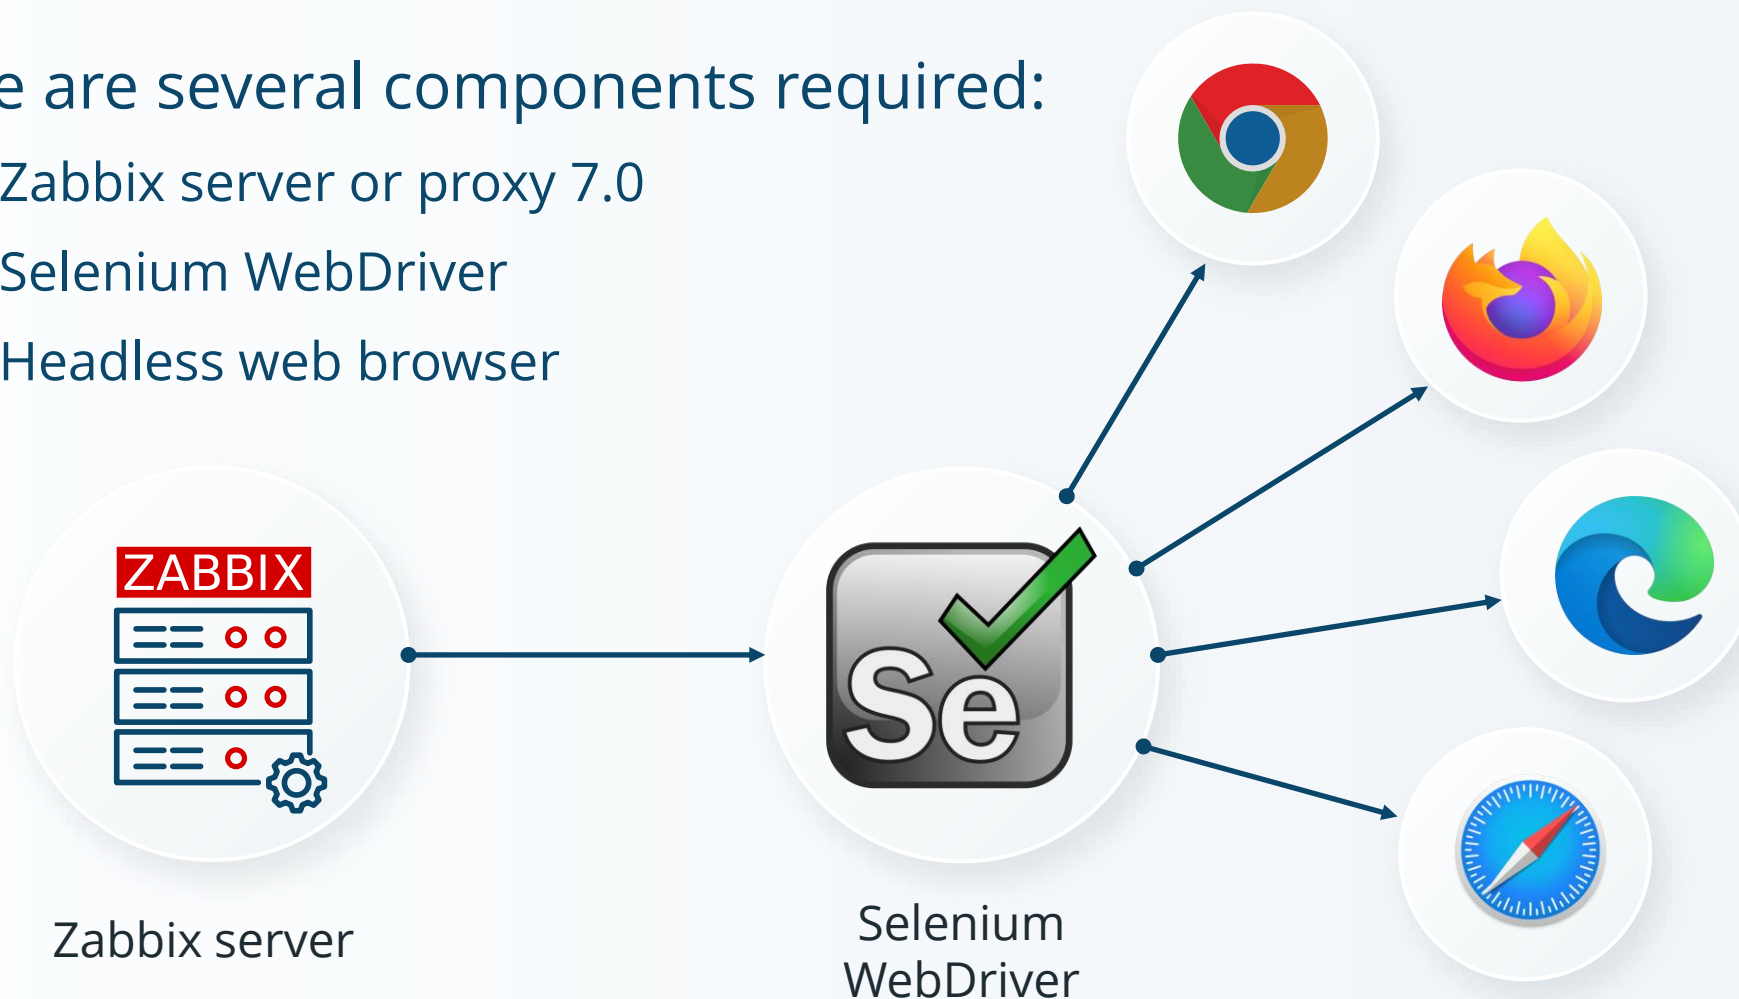 e are several components required:
Zabbix server or proxy 7.0
Selenium WebDriver
Headless web browser
ZABBIX
Se
Zabbix server
Selenium
WebDriver